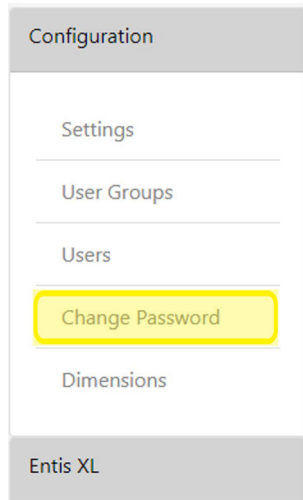 Configuration
Settings
User Groups
Users
Change Password
Dimensions
Entis XL